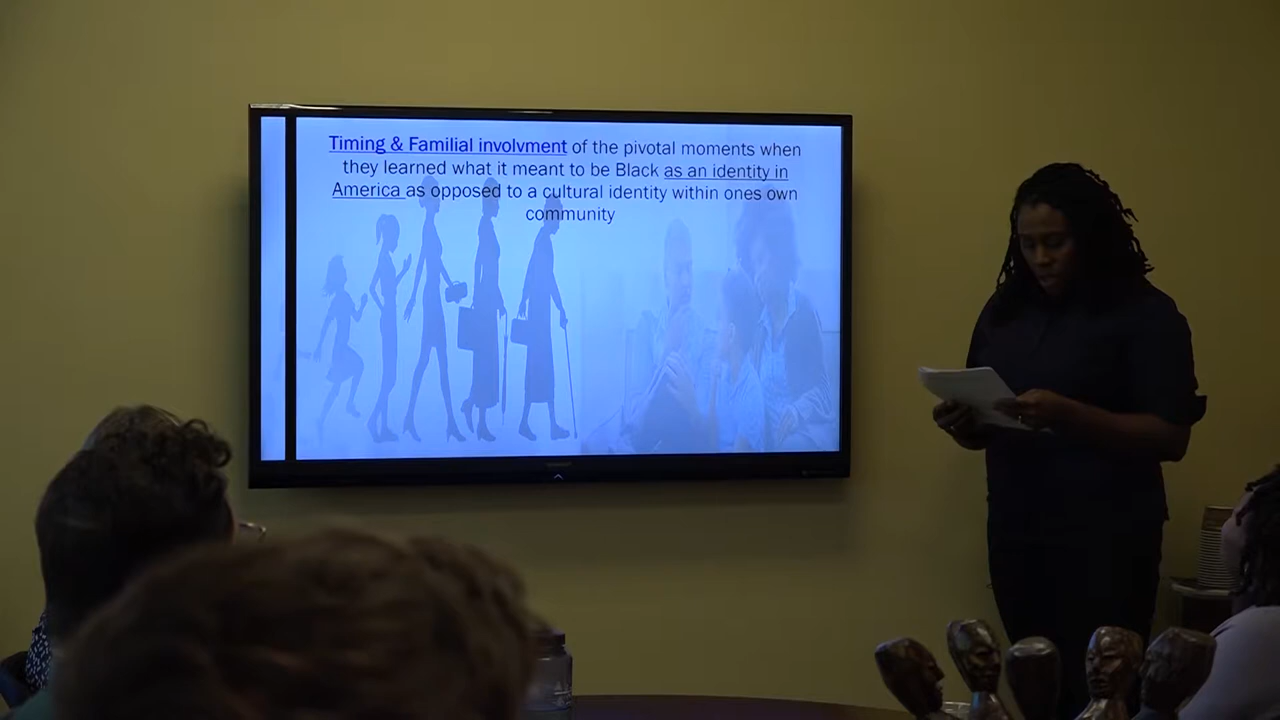 Timing & Familial involvment of the pivotal moments when
they learned what it meant to be Black as an identity in
America as opposed to a cultural identity within ones own
community